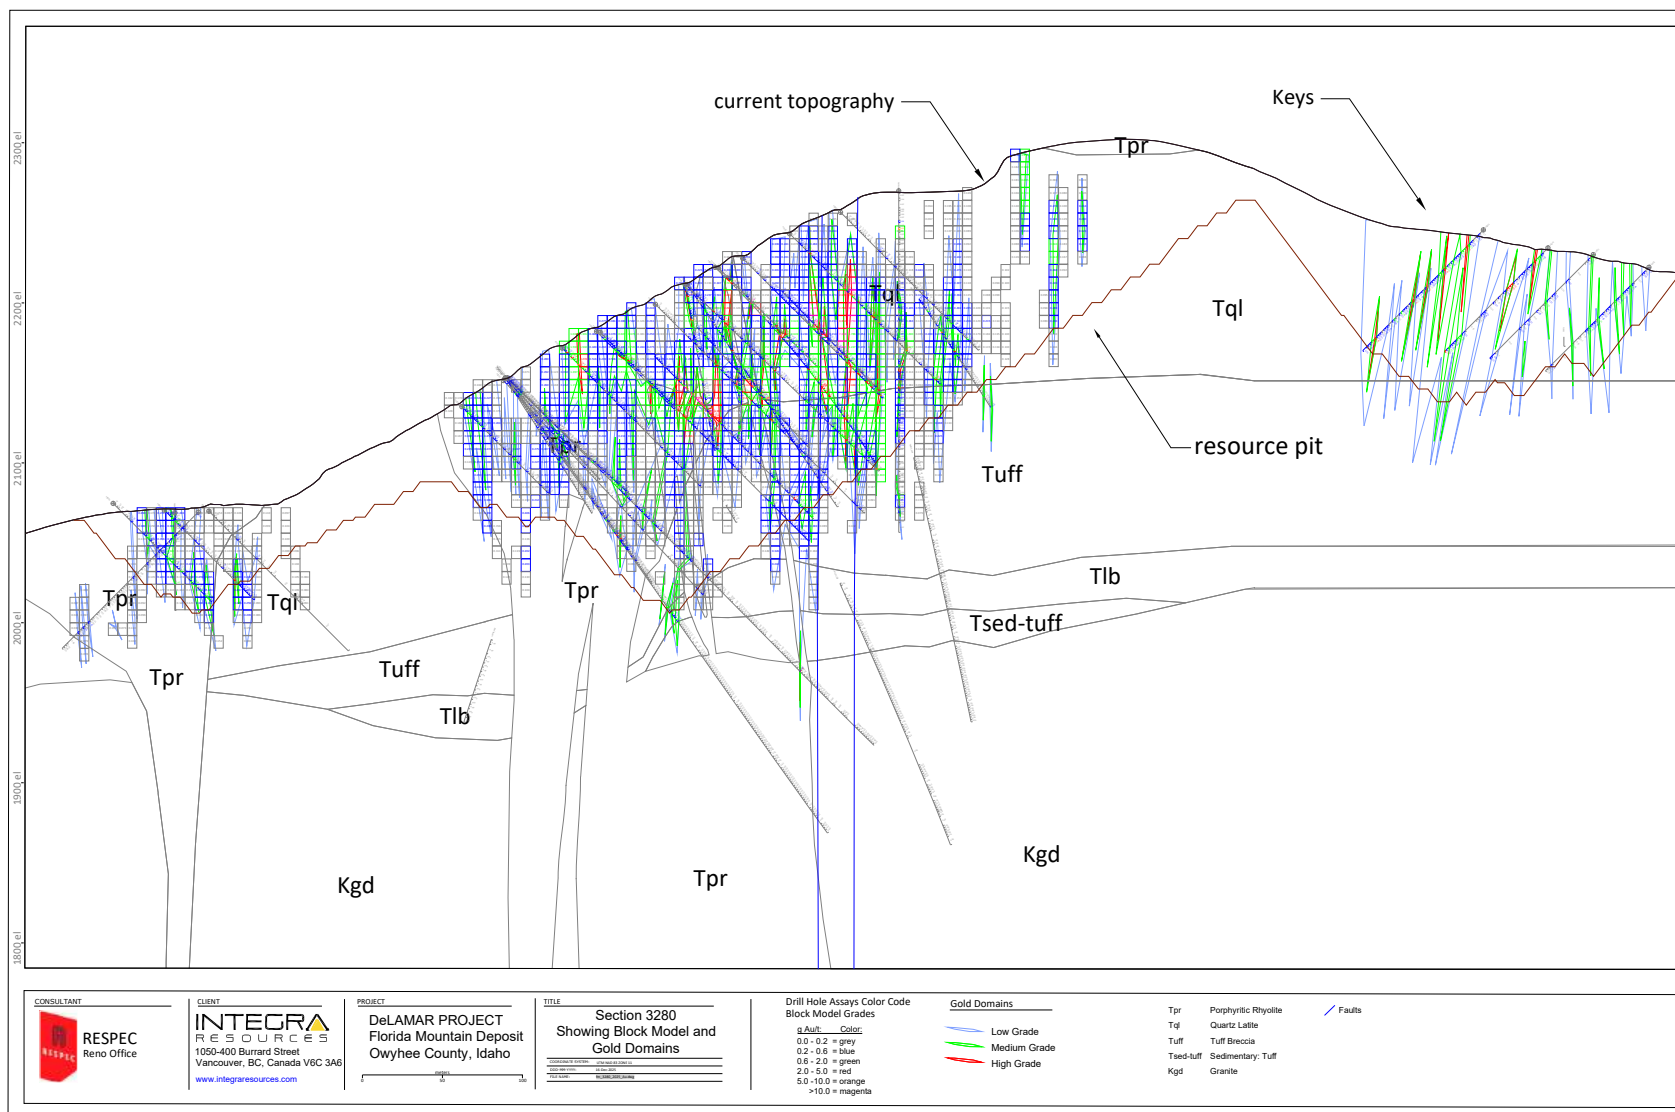 current topography
Keys
Tpr
2300 el
Tql
Tql
2200 el
resource pit
Tuff
2100 el
Tlb
Tpr
Tpr
Tql
Tsed-tuff
2000 el
Tuff
Tpr
Tlb
1900 el
Kgd
Tpr
Kgd
1800 el
CONSULTANT
RESPEC
RESPEC
Reno Office
CLIENT
INTEGRA
RESOURCES
1050-400 Burrard Street
Vancouver, BC, Canada V6C 3A6
www.integraresources.com
PROJECT
DeLAMAR PROJECT
Florida Mountain Deposit
Owyhee County, Idaho
meters
0 50 100
TITLE
Section 3280
Showing Block Model and
Gold Domains
Drill Hole Assays Color Code
Block Model Grades
g Au/t: Color:
0.0 - 0.2 = grey
0.2 - 0.6 = blue
0.6 - 2.0 = green
2.0 - 5.0 = red
5.0 -10.0 = orange
>10.0 = magenta
Gold Domains
Low Grade
Medium Grade
High Grade
Tpr Porphyritic Rhyolite
Tql Quartz Latite
Tuff Tuff Breccia
Tsed-tuff Sedimentary: Tuff
Kgd Granite
Faults